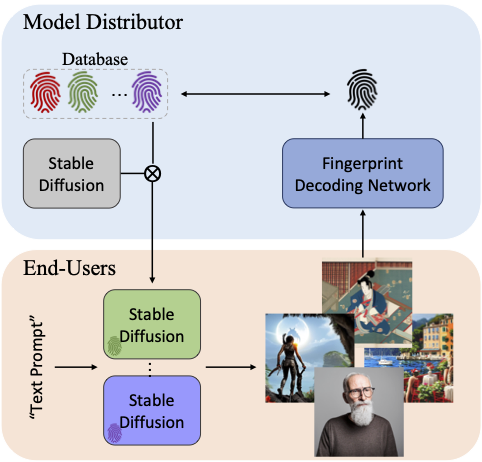 Model Distributor
Database
...
Stable
Diffusion
Fingerprint
Decoding Network
End-Users
"Text Prompt"
Stable
Diffusion
Stable
Diffusion